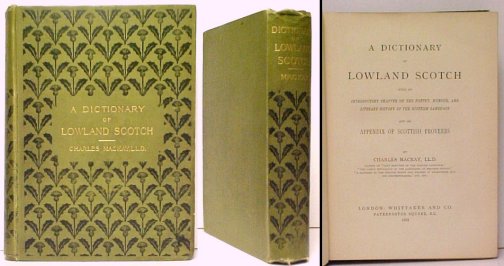 A DICTIONARY
OF
LOWLAND SCOTCH
CHARLES MACKAY, LL.D.
DICTIONARY
OF
LOWLAND
SCOTCH
MACKAY
A DICTIONARY
OF
LOWLAND SCOTCH
WITH AN
INTRODUCTORY CHAPTER ON THE POETRY, HUMOUR, AND
LITERARY HISTORY OF THE SCOTTISH LANGUAGE
AND AN
APPENDIX OF SCOTTISH PROVERBS
BY
CHARLES MACKAY, LL.D.
LONDON: WHITTAKER AND CO.
PATERNOSTER SQUARE, E.C.
1888